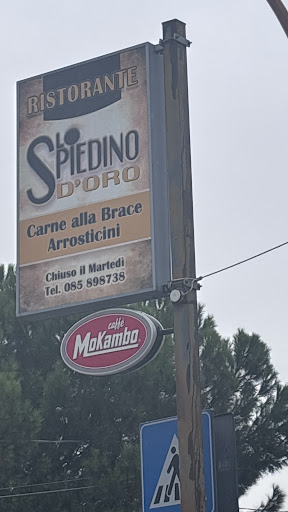 RISTORANTE
LO
SPIEDINO
D'ORO
Carne alla Brace
Arrosticini
Chiuso il Martedì
Tel. 085 898738
caffè
MoKambo